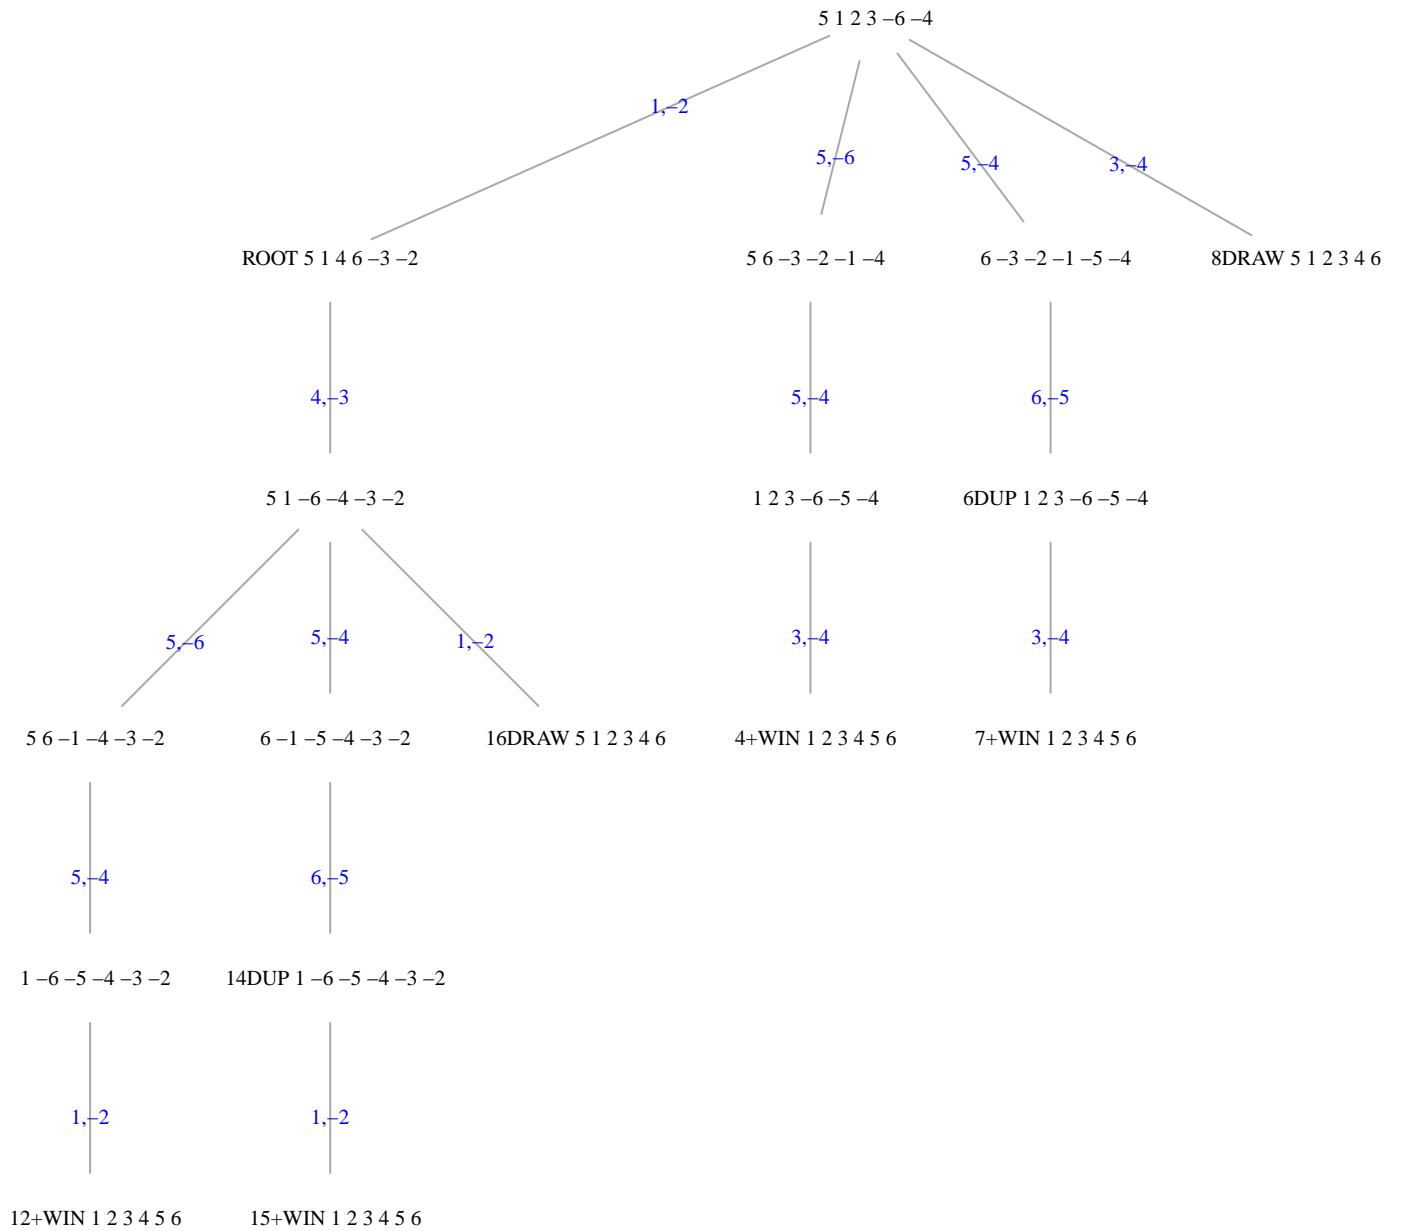 5 1 2 3 –6 –4
1,–2
5,–6
5,–4
3,–4
ROOT 5 1 4 6 –3 –2
5 6 –3 –2 –1 –4
6 –3 –2 –1 –5 –4
8DRAW 5 1 2 3 4 6
4,–3
5,–4
6,–5
5 1 –6 –4 –3 –2
1 2 3 –6 –5 –4
6DUP 1 2 3 –6 –5 –4
5,–6
5,–4
1,–2
3,–4
3,–4
5 6 –1 –4 –3 –2
6 –1 –5 –4 –3 –2
16DRAW 5 1 2 3 4 6
4+WIN 1 2 3 4 5 6
7+WIN 1 2 3 4 5 6
5,–4
6,–5
1 –6 –5 –4 –3 –2
14DUP 1 –6 –5 –4 –3 –2
1,–2
1,–2
12+WIN 1 2 3 4 5 6
15+WIN 1 2 3 4 5 6